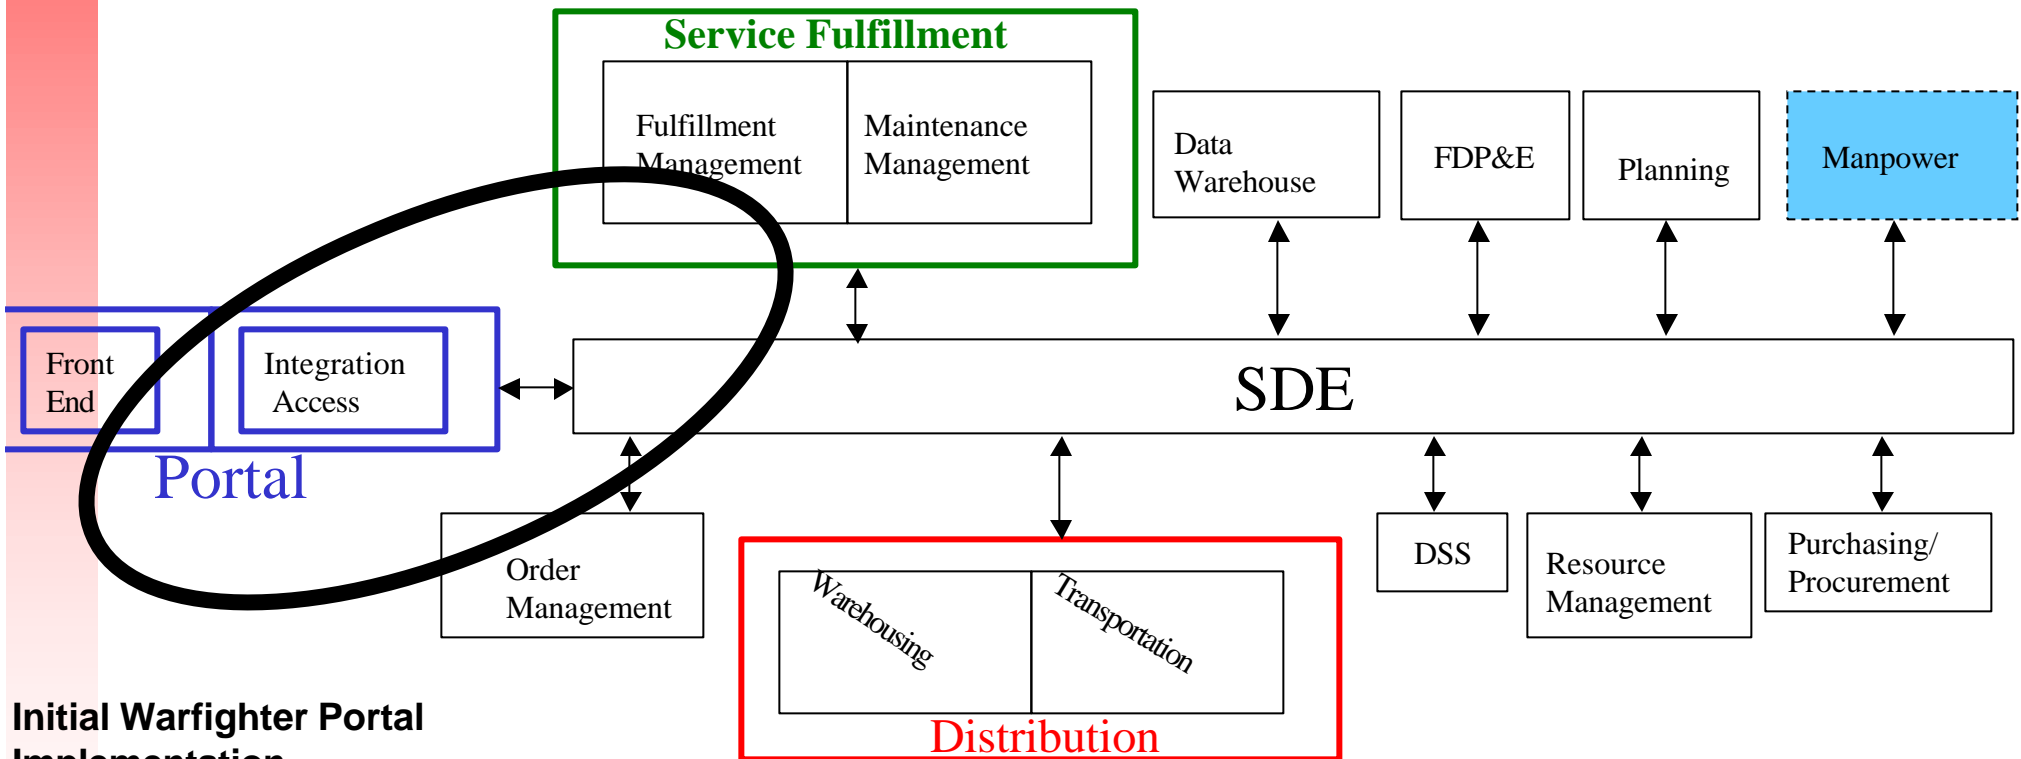 Service Fulfillment
Fulfillment
Management
Maintenance
Management
Data
Warehouse
FDP&E
Planning
Manpower
Front
End
Integration
Access
SDE
Portal
Order
Management
Warehousing
Transportation
Distribution
DSS
Resource
Management
Purchasing/
Procurement
Initial Warfighter Portal
Implementation